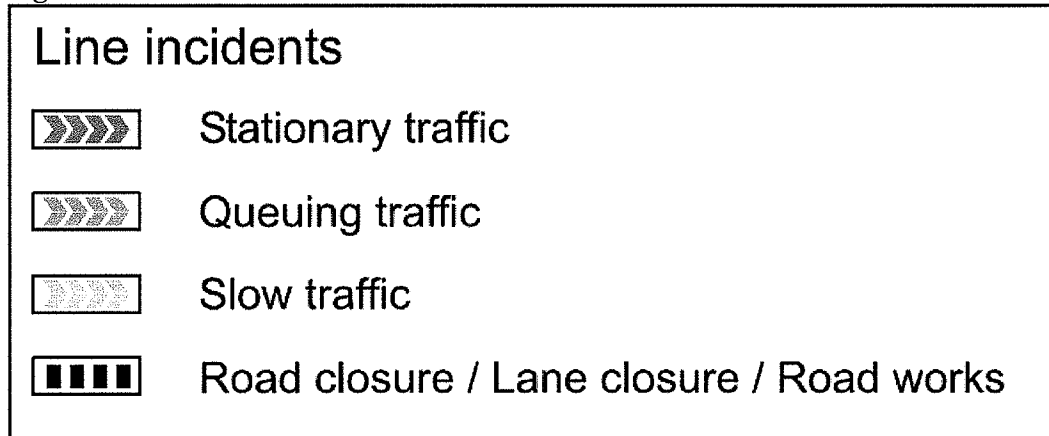 Line incidents
Stationary traffic
Queuing traffic
Slow traffic
Road closure / Lane closure / Road works